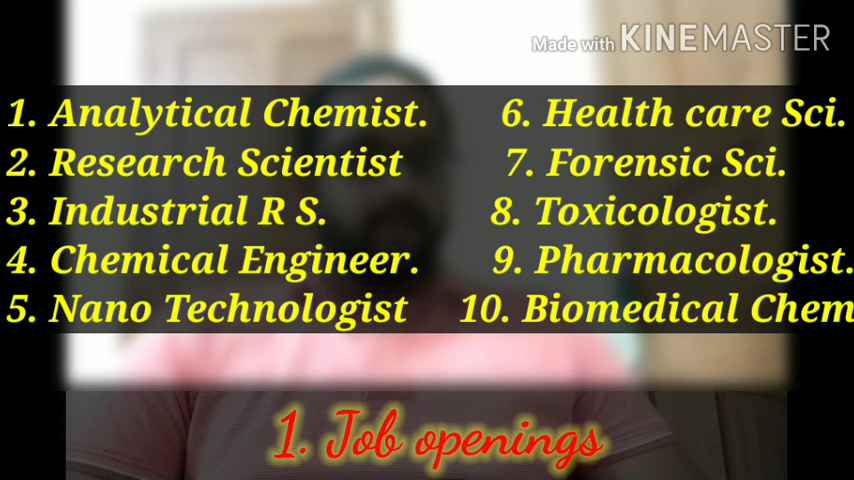 Made with KINEMASTER
1. Analytical Chemist.
2. Research Scientist
3. Industrial R S.
4. Chemical Engineer.
5. Nano Technologist
6. Health care Sci.
7. Forensic Sci.
8. Toxicologist.
9. Pharmacologist.
10. Biomedical Chem
1. Job openings